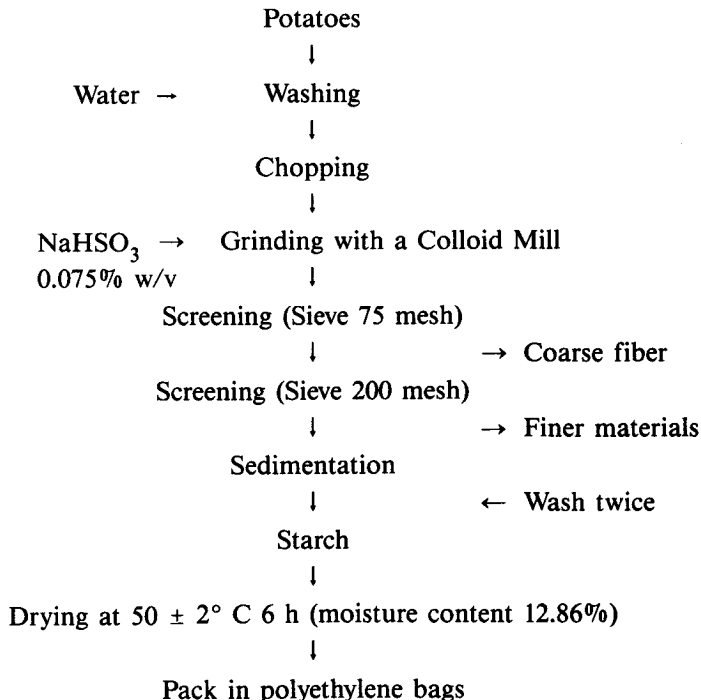 Potatoes
↓
Water → Washing
↓
Chopping
↓
NaHSO₃ → Grinding with a Colloid Mill
0.075% w/v ↓
Screening (Sieve 75 mesh)
↓ → Coarse fiber
Screening (Sieve 200 mesh)
↓ → Finer materials
Sedimentation
↓ ← Wash twice
Starch
↓
Drying at 50 ± 2° C 6 h (moisture content 12.86%)
↓
Pack in polyethylene bags